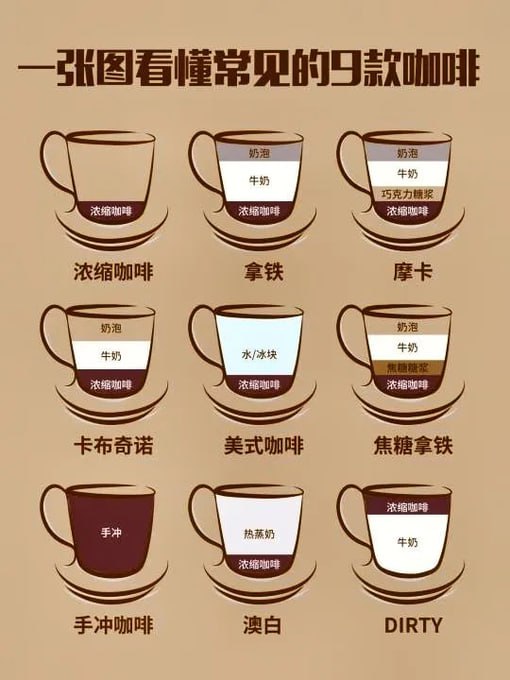 一张图看懂常见的9款咖啡
浓缩咖啡
浓缩咖啡
奶泡
牛奶
浓缩咖啡
拿铁
奶泡
牛奶
巧克力糖浆
浓缩咖啡
摩卡
奶泡
牛奶
浓缩咖啡
卡布奇诺
水/冰块
美式咖啡
奶泡
牛奶
焦糖糖浆
浓缩咖啡
焦糖拿铁
手冲
手冲咖啡
热蒸奶
浓缩咖啡
澳白
浓缩咖啡
牛奶
DIRTY